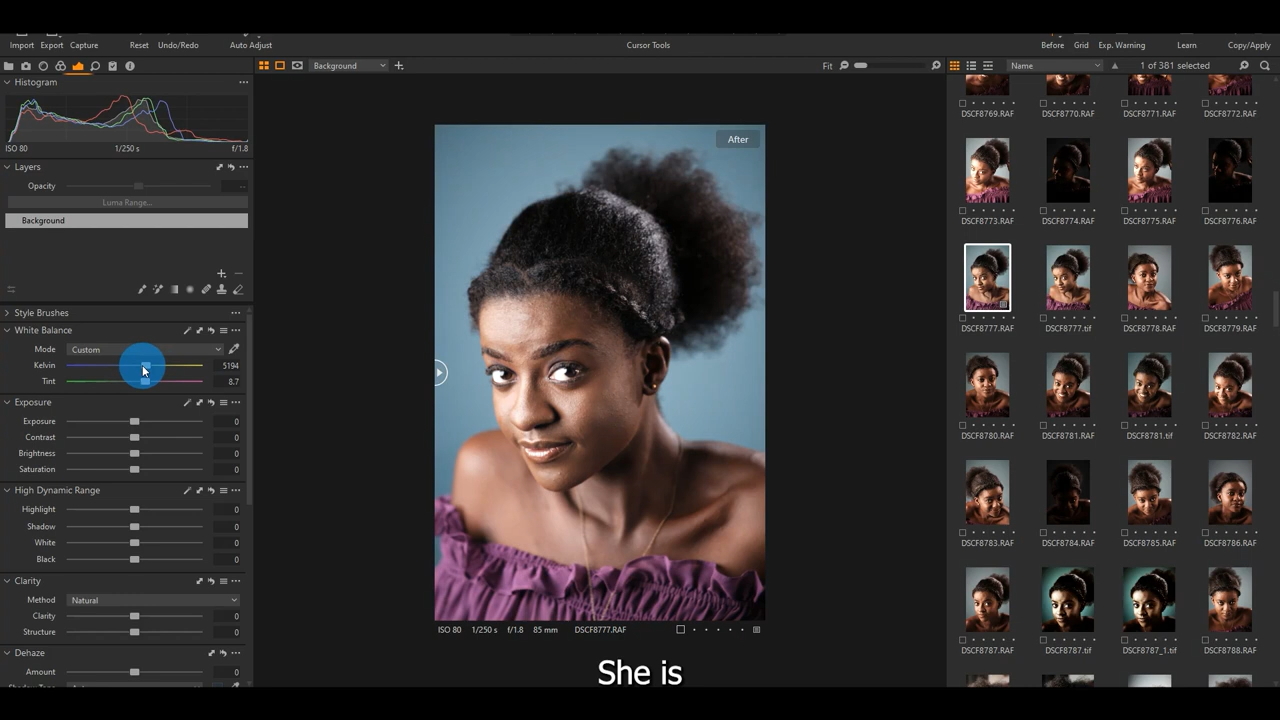 Import Export Capture Reset Undo/Redo Auto Adjust Cursor Tools Before Grid Exp. Warning Learn Copy/Apply
Background Fit Name 1 of 381 selected
Histogram
ISO 80 1/250 s f/1.8
Layers
Opacity --
Luma Range...
Background
Style Brushes
White Balance
Mode Custom
Kelvin 5194
Tint 8.7
Exposure
Exposure 0
Contrast 0
Brightness 0
Saturation 0
High Dynamic Range
Highlight 0
Shadow 0
White 0
Black 0
Clarity
Method Natural
Clarity 0
Structure 0
Dehaze
Amount 0
After
ISO 80 1/250 s f/1.8 85 mm DSCF8777.RAF
She is
DSCF8769.RAF DSCF8770.RAF DSCF8771.RAF DSCF8772.RAF
DSCF8773.RAF DSCF8774.RAF DSCF8775.RAF DSCF8776.RAF
DSCF8777.RAF DSCF8777.tif DSCF8778.RAF DSCF8779.RAF
DSCF8780.RAF DSCF8781.RAF DSCF8781.tif DSCF8782.RAF
DSCF8783.RAF DSCF8784.RAF DSCF8785.RAF DSCF8786.RAF
DSCF8787.RAF DSCF8787.tif DSCF8787_1.tif DSCF8788.RAF